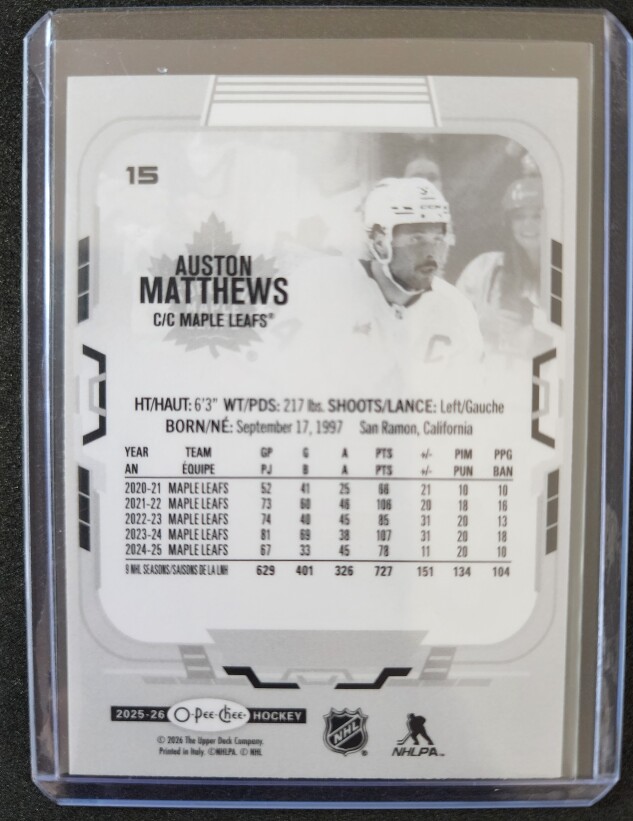 15
AUSTON
MATTHEWS
C/C MAPLE LEAFS®
HT/HAUT: 6'3" WT/PDS: 217 lbs. SHOOTS/LANCE: Left/Gauche
BORN/NÉ: September 17, 1997 San Ramon, California
YEAR TEAM GP G A PTS +/- PIM PPG
AN ÉQUIPE PJ B A PTS +/- PUN BAN
2020-21 MAPLE LEAFS 52 41 25 66 21 10 10
2021-22 MAPLE LEAFS 73 60 46 106 20 18 16
2022-23 MAPLE LEAFS 74 40 45 85 31 20 13
2023-24 MAPLE LEAFS 81 69 38 107 31 20 18
2024-25 MAPLE LEAFS 67 33 45 78 11 20 10
9 NHL SEASONS/SAISONS DE LA LNH 629 401 326 727 151 134 104
2025-26 O-Pee-Chee HOCKEY
© 2026 The Upper Deck Company.
Printed in Italy. ©NHLPA. © NHL
NHL ®
NHLPA™